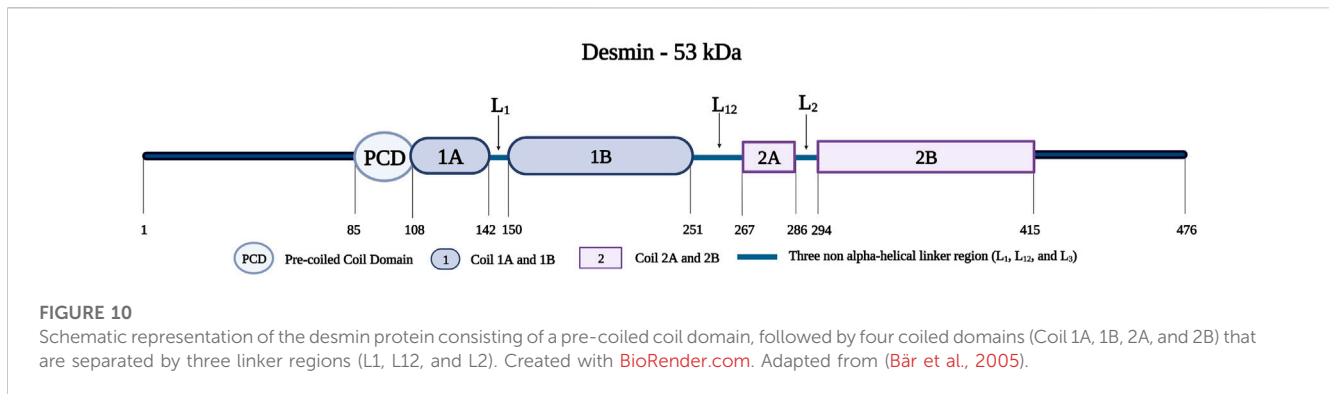 Desmin - 53 kDa
L₁ L₁₂ L₂
PCD 1A 1B 2A 2B
1 85 108 142 150 251 267 286 294 415 476
PCD Pre-coiled Coil Domain 1 Coil 1A and 1B 2 Coil 2A and 2B Three non alpha-helical linker region (L₁, L₁₂, and L₃)
FIGURE 10
Schematic representation of the desmin protein consisting of a pre-coiled coil domain, followed by four coiled domains (Coil 1A, 1B, 2A, and 2B) that
are separated by three linker regions (L1, L12, and L2). Created with BioRender.com. Adapted from (Bär et al., 2005).